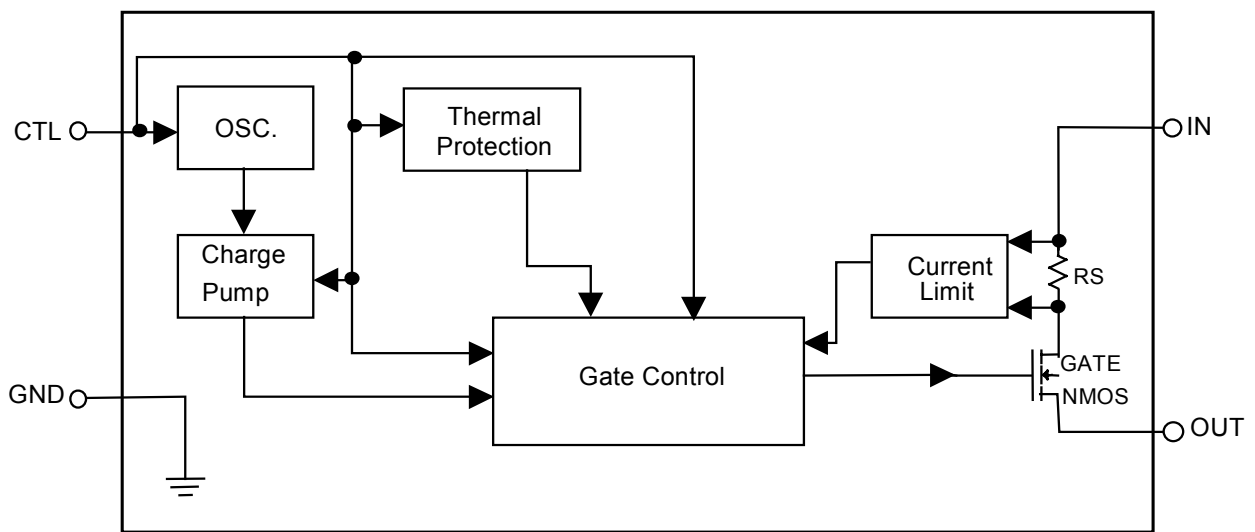 CTL
OSC.
Thermal
Protection
IN
Charge
Pump
Current
Limit
RS
GND
Gate Control
GATE
NMOS
OUT